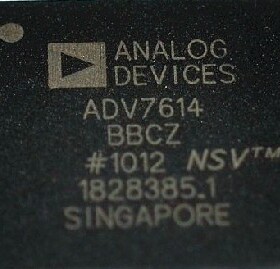 ANALOG
DEVICES
ADV7614
BBCZ
#1012 NSV™
1828385.1
SINGAPORE